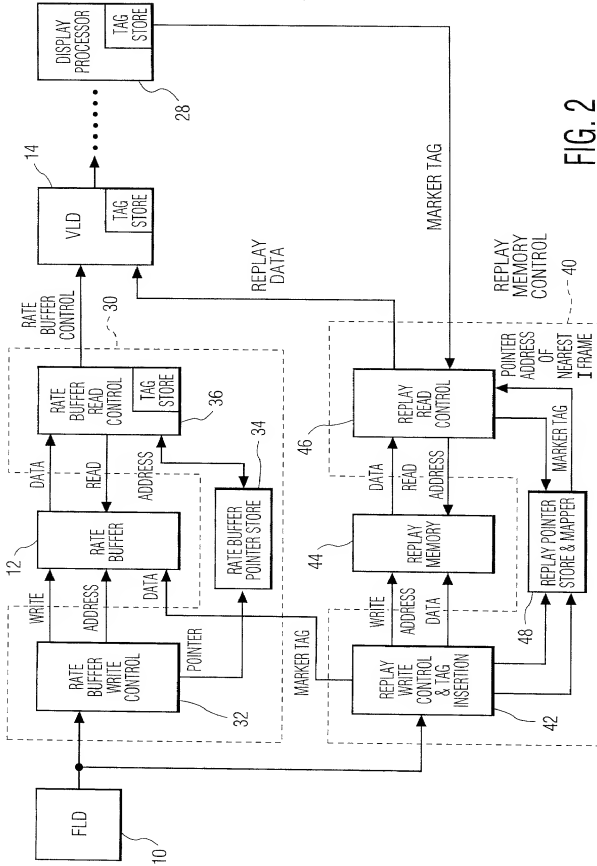 FLD
10
RATE
BUFFER
WRITE
CONTROL
32
WRITE
ADDRESS
DATA
POINTER
12
RATE
BUFFER
DATA
READ
ADDRESS
RATE BUFFER
POINTER STORE
34
RATE
BUFFER
READ
CONTROL
TAG
STORE
36
30
RATE
BUFFER
CONTROL
14
VLD
TAG
STORE
DISPLAY
PROCESSOR
TAG
STORE
28
MARKER
TAG
REPLAY
WRITE
CONTROL
& TAG
INSERTION
42
WRITE
ADDRESS
DATA
44
REPLAY
MEMORY
DATA
READ
ADDRESS
46
REPLAY
READ
CONTROL
REPLAY
DATA
MARKER TAG
REPLAY POINTER
STORE & MAPPER
48
MARKER TAG
POINTER
ADDRESS
OF
NEAREST
I FRAME
REPLAY
MEMORY
CONTROL
40
FIG. 2